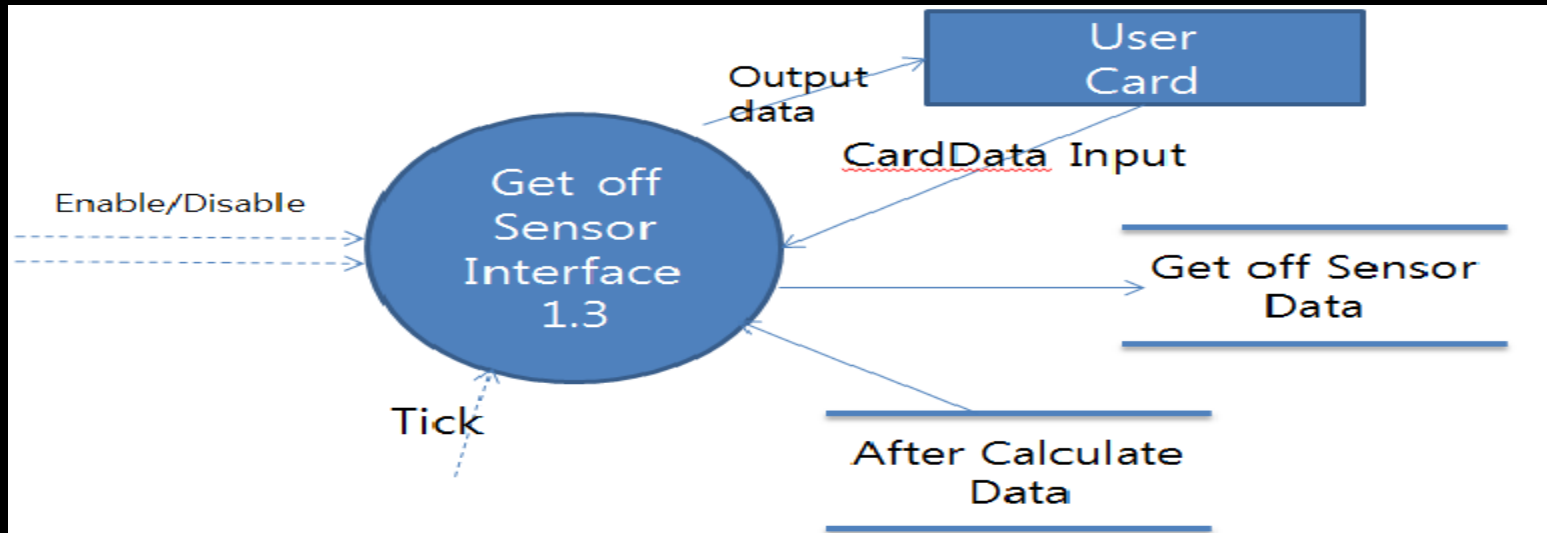 User
Card
Output
data
CardData Input
Get off
Sensor
Interface
1.3
Enable/Disable
Get off Sensor
Data
Tick
After Calculate
Data